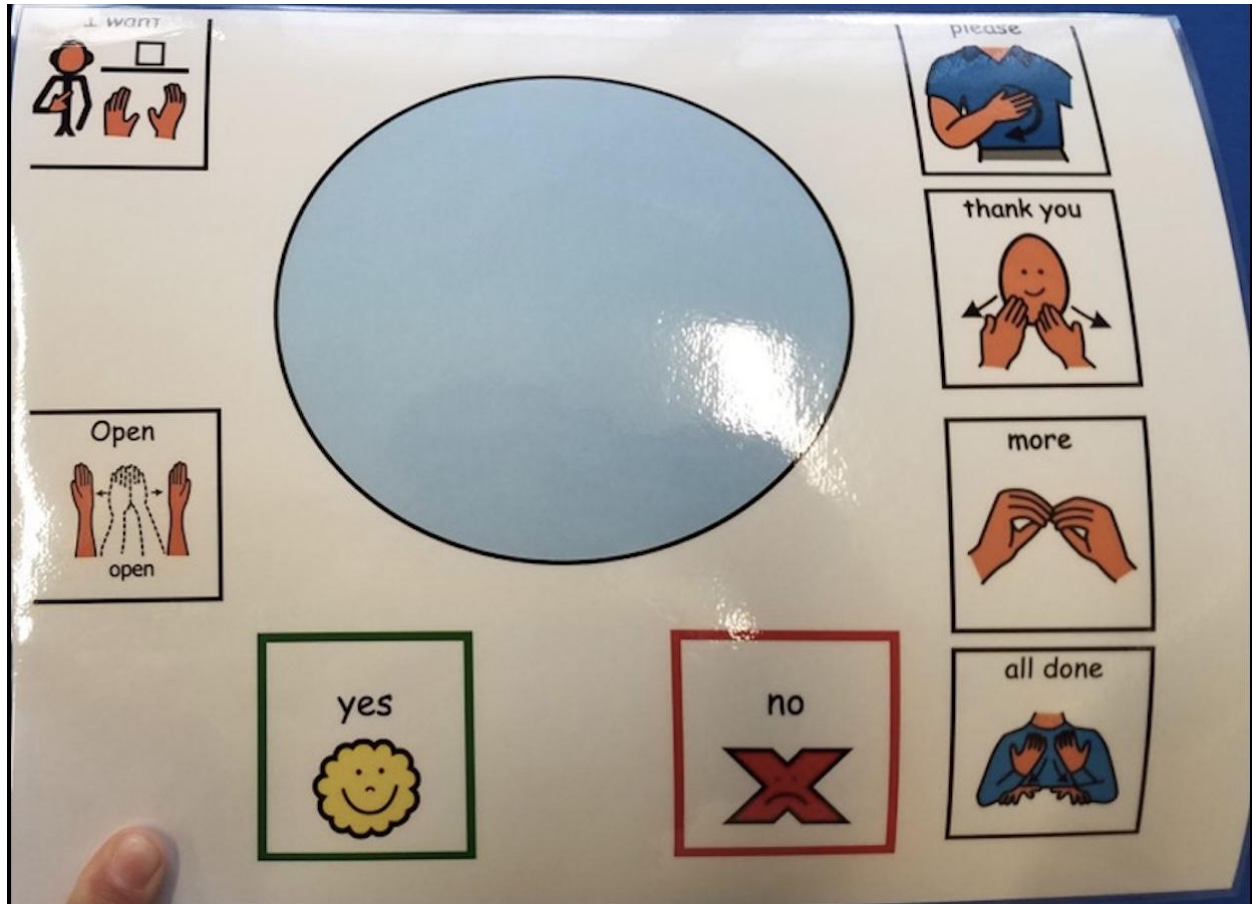 I want
please
thank you
Open
open
more
yes
no
all done